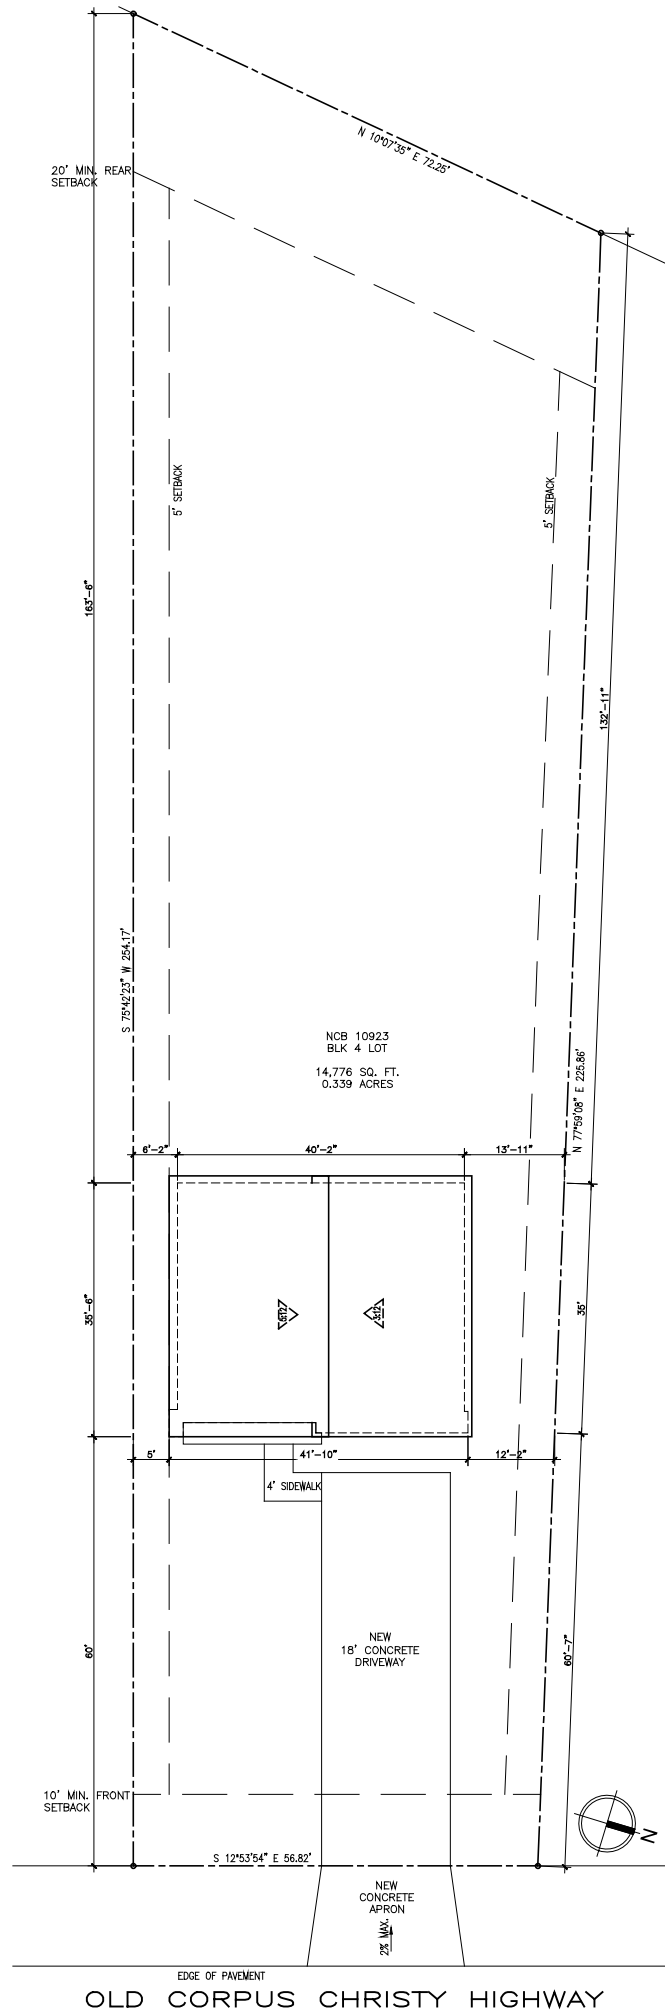 N 10°07'35" E 72.25'
20' MIN. REAR
SETBACK
5' SETBACK
5' SETBACK
163'-6"
132'-11"
S 75°42'23" W 254.17'
NCB 10923
BLK 4 LOT
14,776 SQ. FT.
0.339 ACRES
N 77°59'08" E 225.86'
6'-2"
40'-2"
13'-11"
35'-6"
3:12
35'
5'
41'-10"
12'-2"
4' SIDEWALK
60'
NEW
18' CONCRETE
DRIVEWAY
60'-7"
10' MIN. FRONT
SETBACK
N
S 12°53'54" E 56.82'
NEW
CONCRETE
APRON
2% MAX.
EDGE OF PAVEMENT
OLD CORPUS CHRISTY HIGHWAY